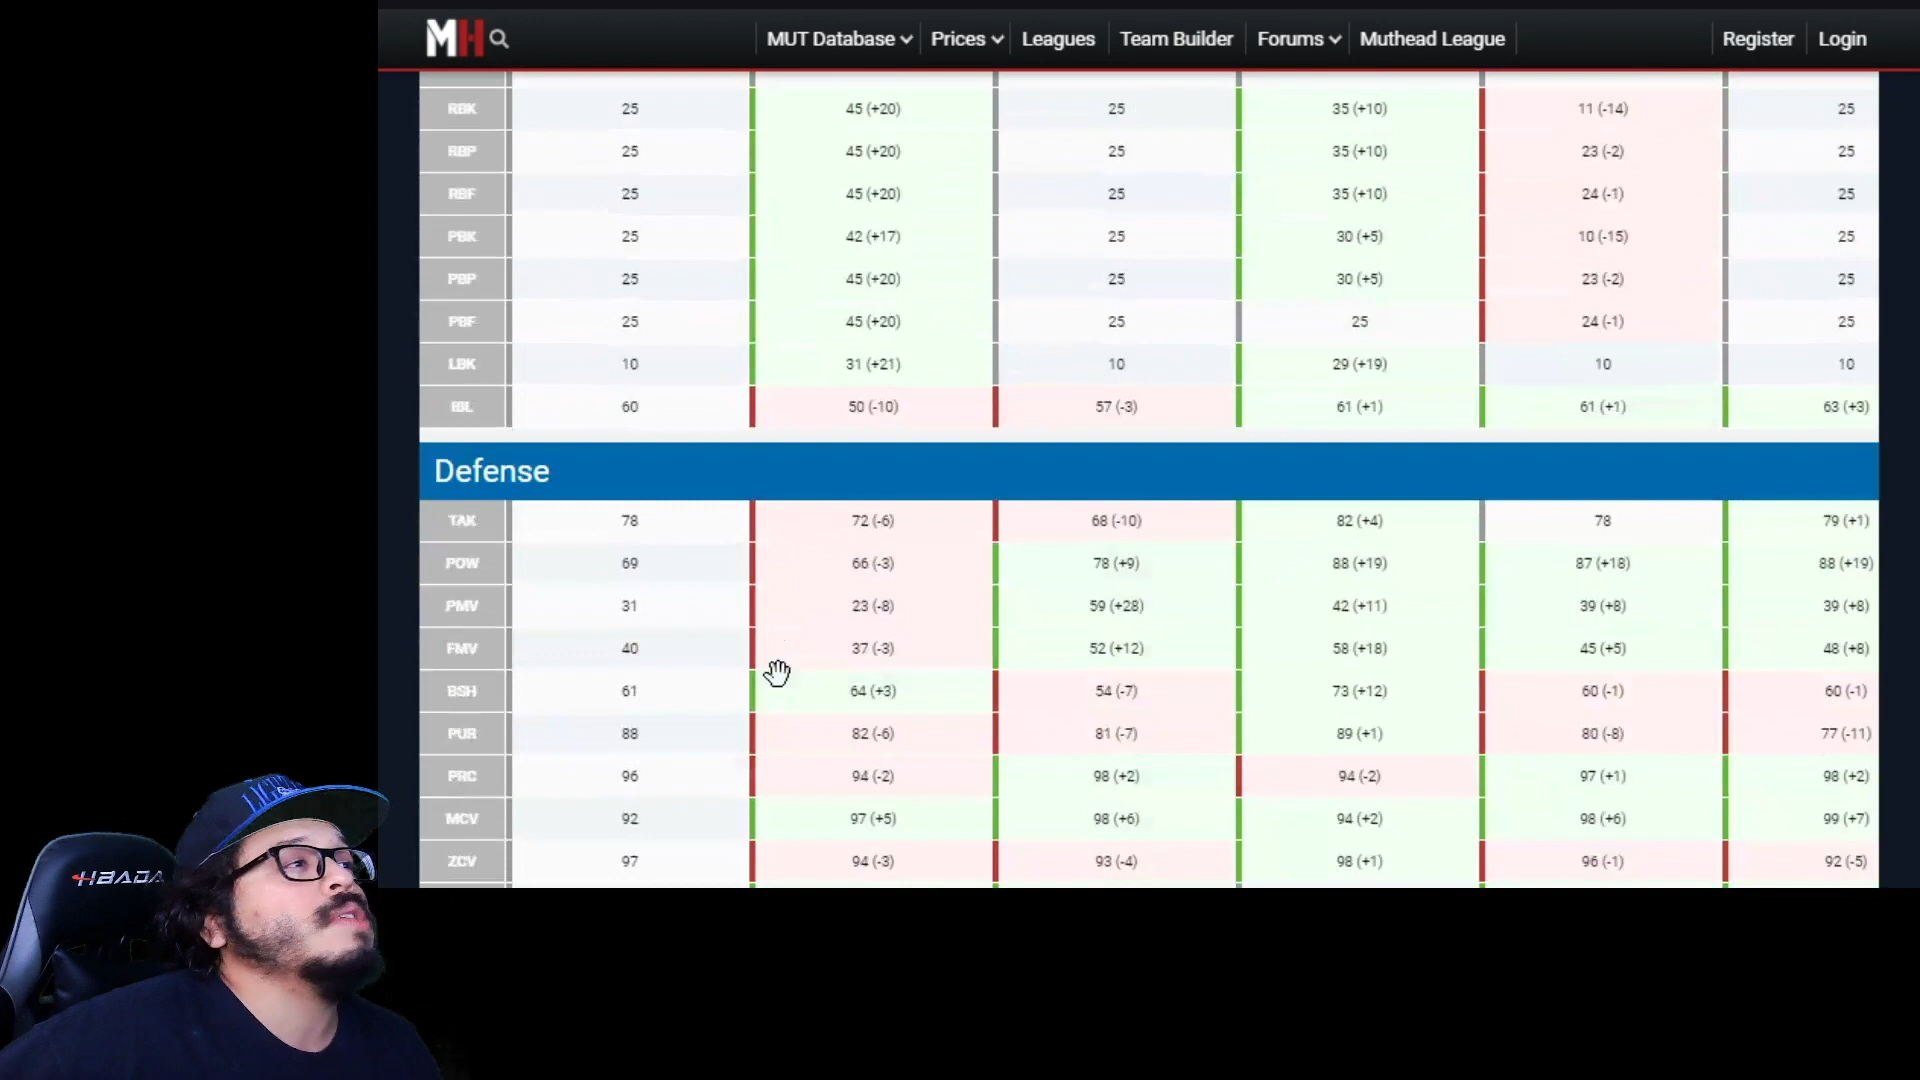 MH MUT Database Prices Leagues Team Builder Forums Muthead League Register Login
RBK 25 45 (+20) 25 35 (+10) 11 (-14) 25
RBP 25 45 (+20) 25 35 (+10) 23 (-2) 25
RBF 25 45 (+20) 25 35 (+10) 24 (-1) 25
PBK 25 42 (+17) 25 30 (+5) 10 (-15) 25
PBP 25 45 (+20) 25 30 (+5) 23 (-2) 25
PBF 25 45 (+20) 25 25 24 (-1) 25
LBK 10 31 (+21) 10 29 (+19) 10 10
IBL 60 50 (-10) 57 (-3) 61 (+1) 61 (+1) 63 (+3)
Defense
TAK 78 72 (-6) 68 (-10) 82 (+4) 78 79 (+1)
POW 69 66 (-3) 78 (+9) 88 (+19) 87 (+18) 88 (+19)
PMV 31 23 (-8) 59 (+28) 42 (+11) 39 (+8) 39 (+8)
FMV 40 37 (-3) 52 (+12) 58 (+18) 45 (+5) 48 (+8)
BSH 61 64 (+3) 54 (-7) 73 (+12) 60 (-1) 60 (-1)
PUR 88 82 (-6) 81 (-7) 89 (+1) 80 (-8) 77 (-11)
PRC 96 94 (-2) 98 (+2) 94 (-2) 97 (+1) 98 (+2)
MCV 92 97 (+5) 98 (+6) 94 (+2) 98 (+6) 99 (+7)
ZCV 97 94 (-3) 93 (-4) 98 (+1) 96 (-1) 92 (-5)
HBADA